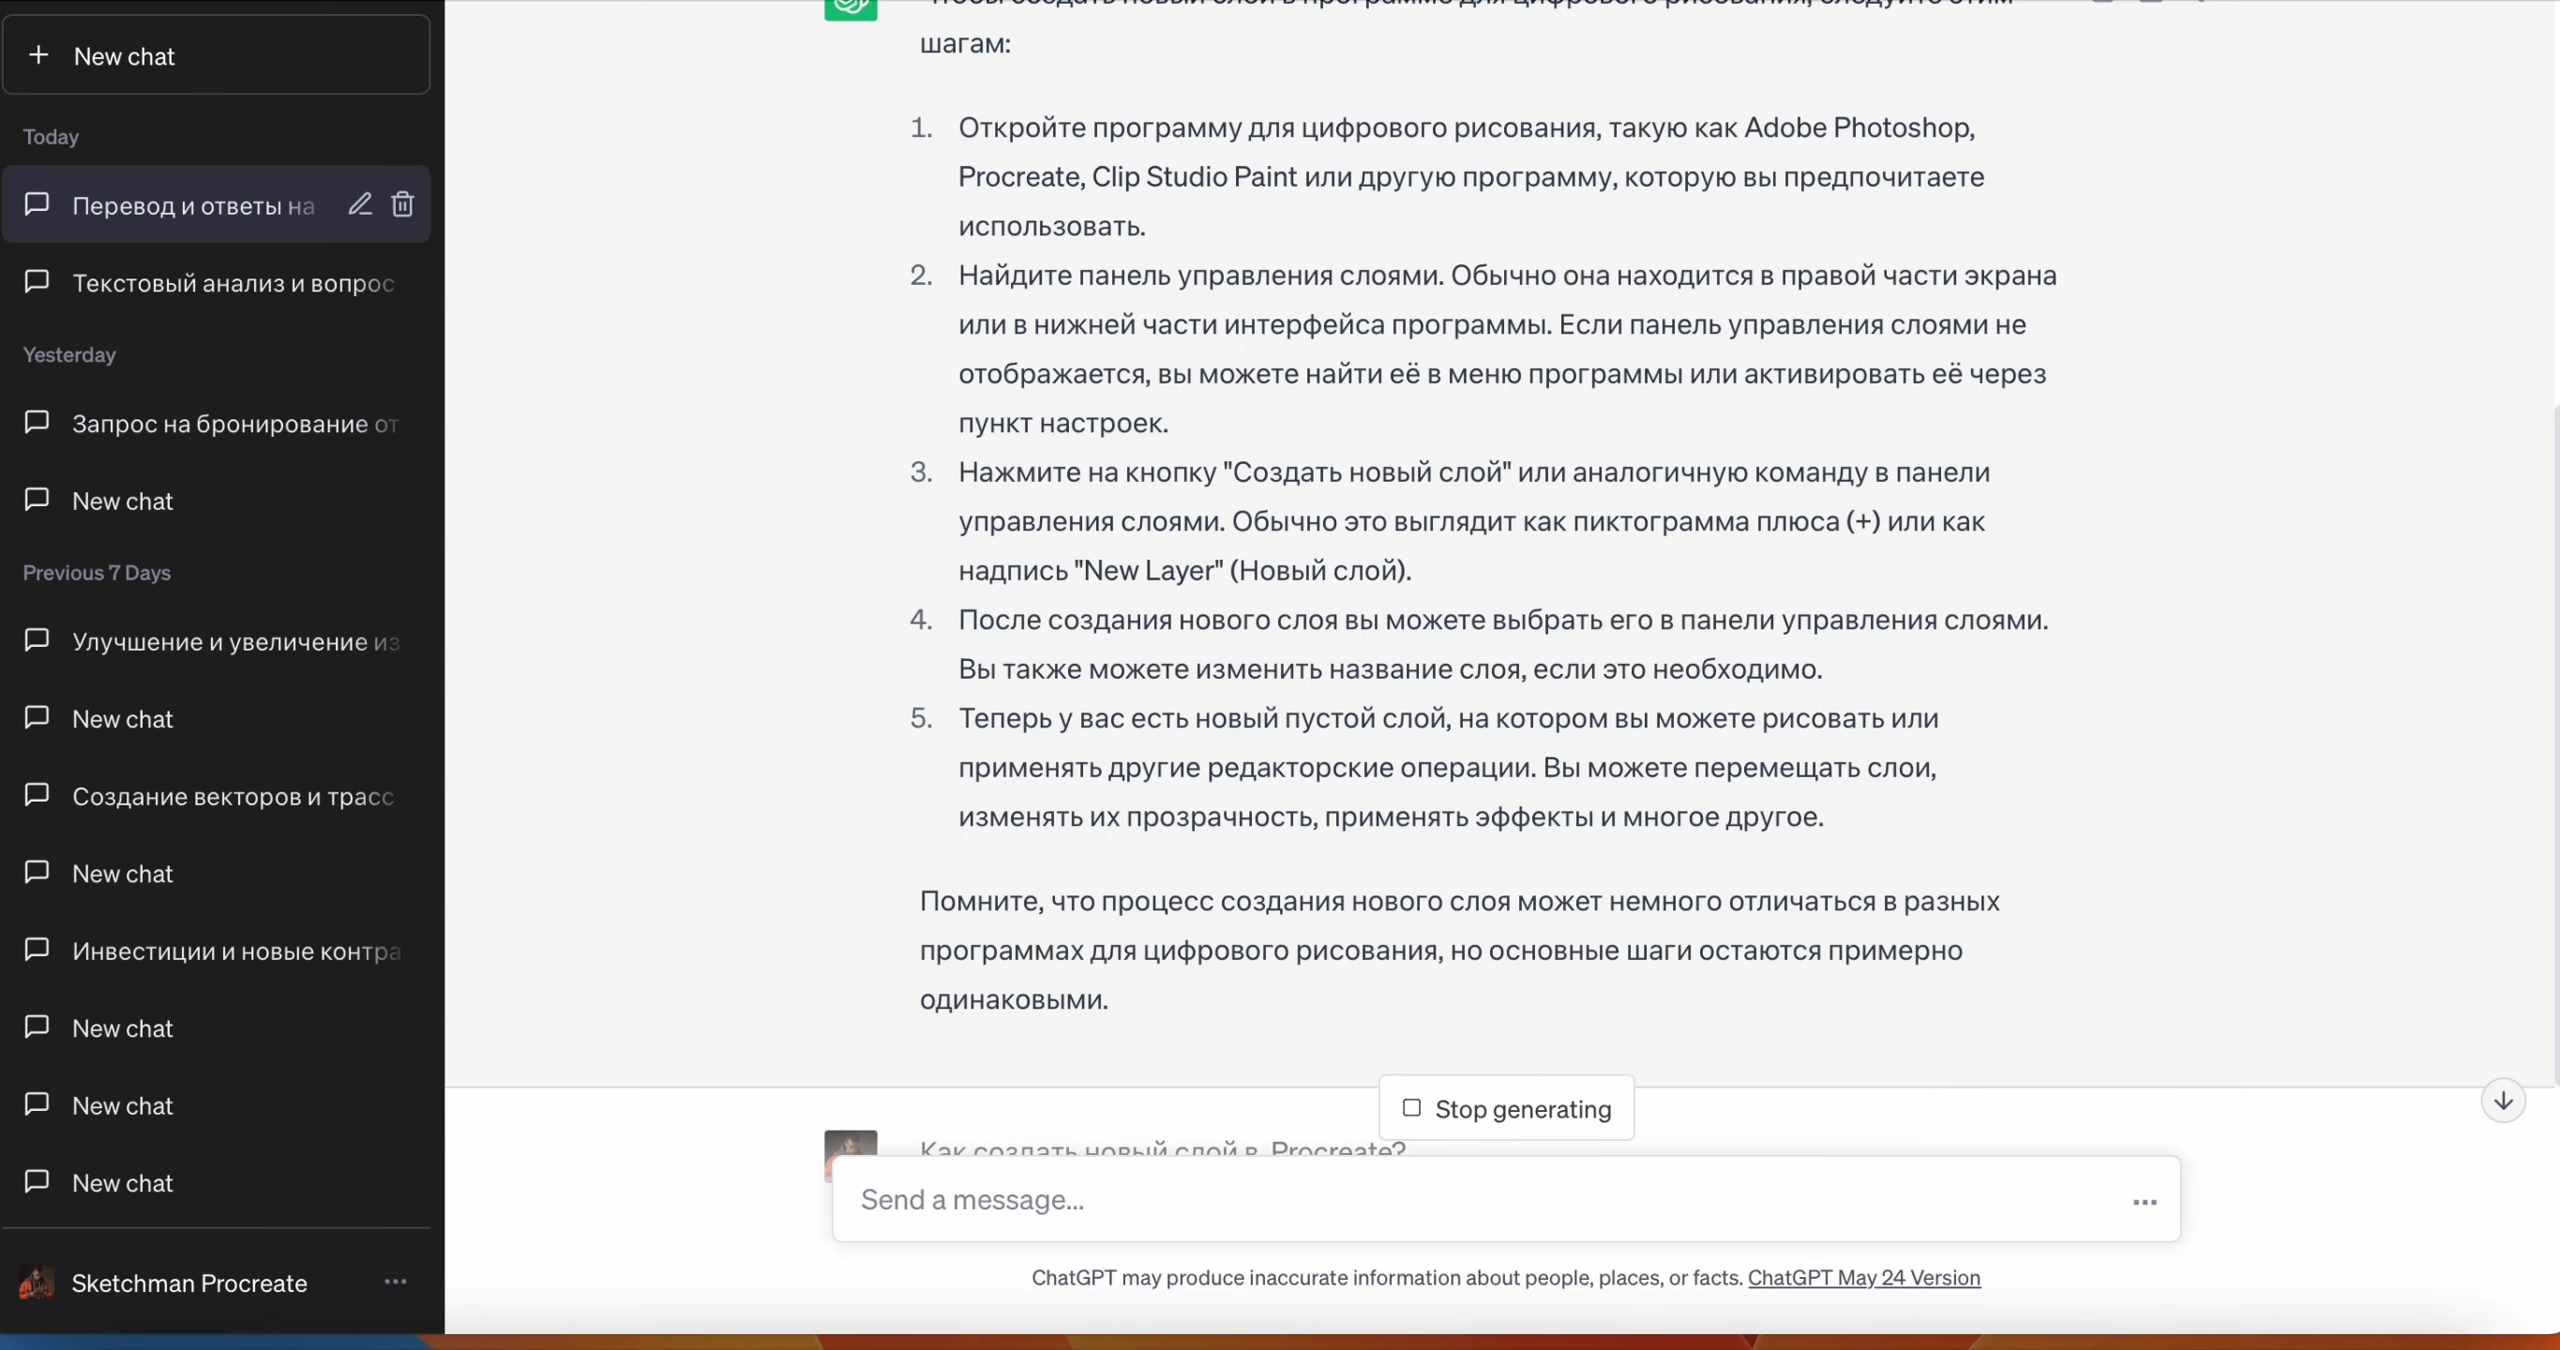 New chat
Today
Перевод и ответы на
Текстовый анализ и вопрос
Yesterday
Запрос на бронирование от
New chat
Previous 7 Days
Улучшение и увеличение из
New chat
Создание векторов и трасс
New chat
Инвестиции и новые контра
New chat
New chat
New chat
Sketchman Procreate
Чтобы создать новый слой в программе для цифрового рисования, следуйте этим
шагам:
1. Откройте программу для цифрового рисования, такую как Adobe Photoshop,
Procreate, Clip Studio Paint или другую программу, которую вы предпочитаете
использовать.
2. Найдите панель управления слоями. Обычно она находится в правой части экрана
или в нижней части интерфейса программы. Если панель управления слоями не
отображается, вы можете найти её в меню программы или активировать её через
пункт настроек.
3. Нажмите на кнопку "Создать новый слой" или аналогичную команду в панели
управления слоями. Обычно это выглядит как пиктограмма плюса (+) или как
надпись "New Layer" (Новый слой).
4. После создания нового слоя вы можете выбрать его в панели управления слоями.
Вы также можете изменить название слоя, если это необходимо.
5. Теперь у вас есть новый пустой слой, на котором вы можете рисовать или
применять другие редакторские операции. Вы можете перемещать слои,
изменять их прозрачность, применять эффекты и многое другое.
Помните, что процесс создания нового слоя может немного отличаться в разных
программах для цифрового рисования, но основные шаги остаются примерно
одинаковыми.
Stop generating
Как создать новый слой в Procreate?
Send a message...
ChatGPT may produce inaccurate information about people, places, or facts. ChatGPT May 24 Version